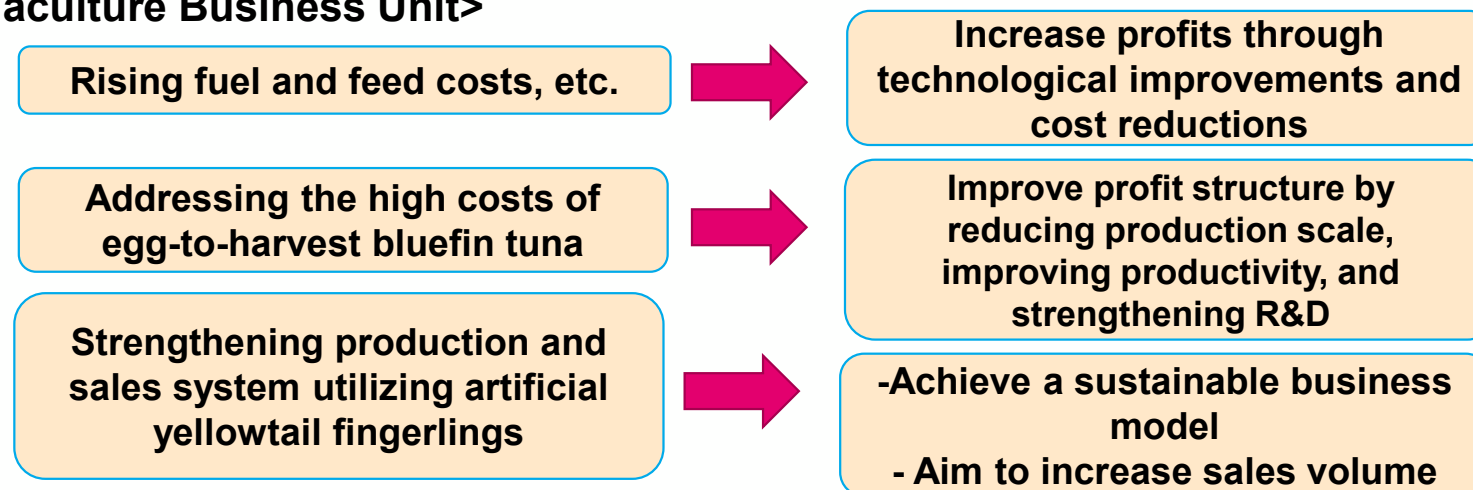 aculture Business Unit>
Rising fuel and feed costs, etc.
Increase profits through
technological improvements and
cost reductions
Addressing the high costs of
egg-to-harvest bluefin tuna
Improve profit structure by
reducing production scale,
improving productivity, and
strengthening R&D
Strengthening production and
sales system utilizing artificial
yellowtail fingerlings
-Achieve a sustainable business
model
- Aim to increase sales volume